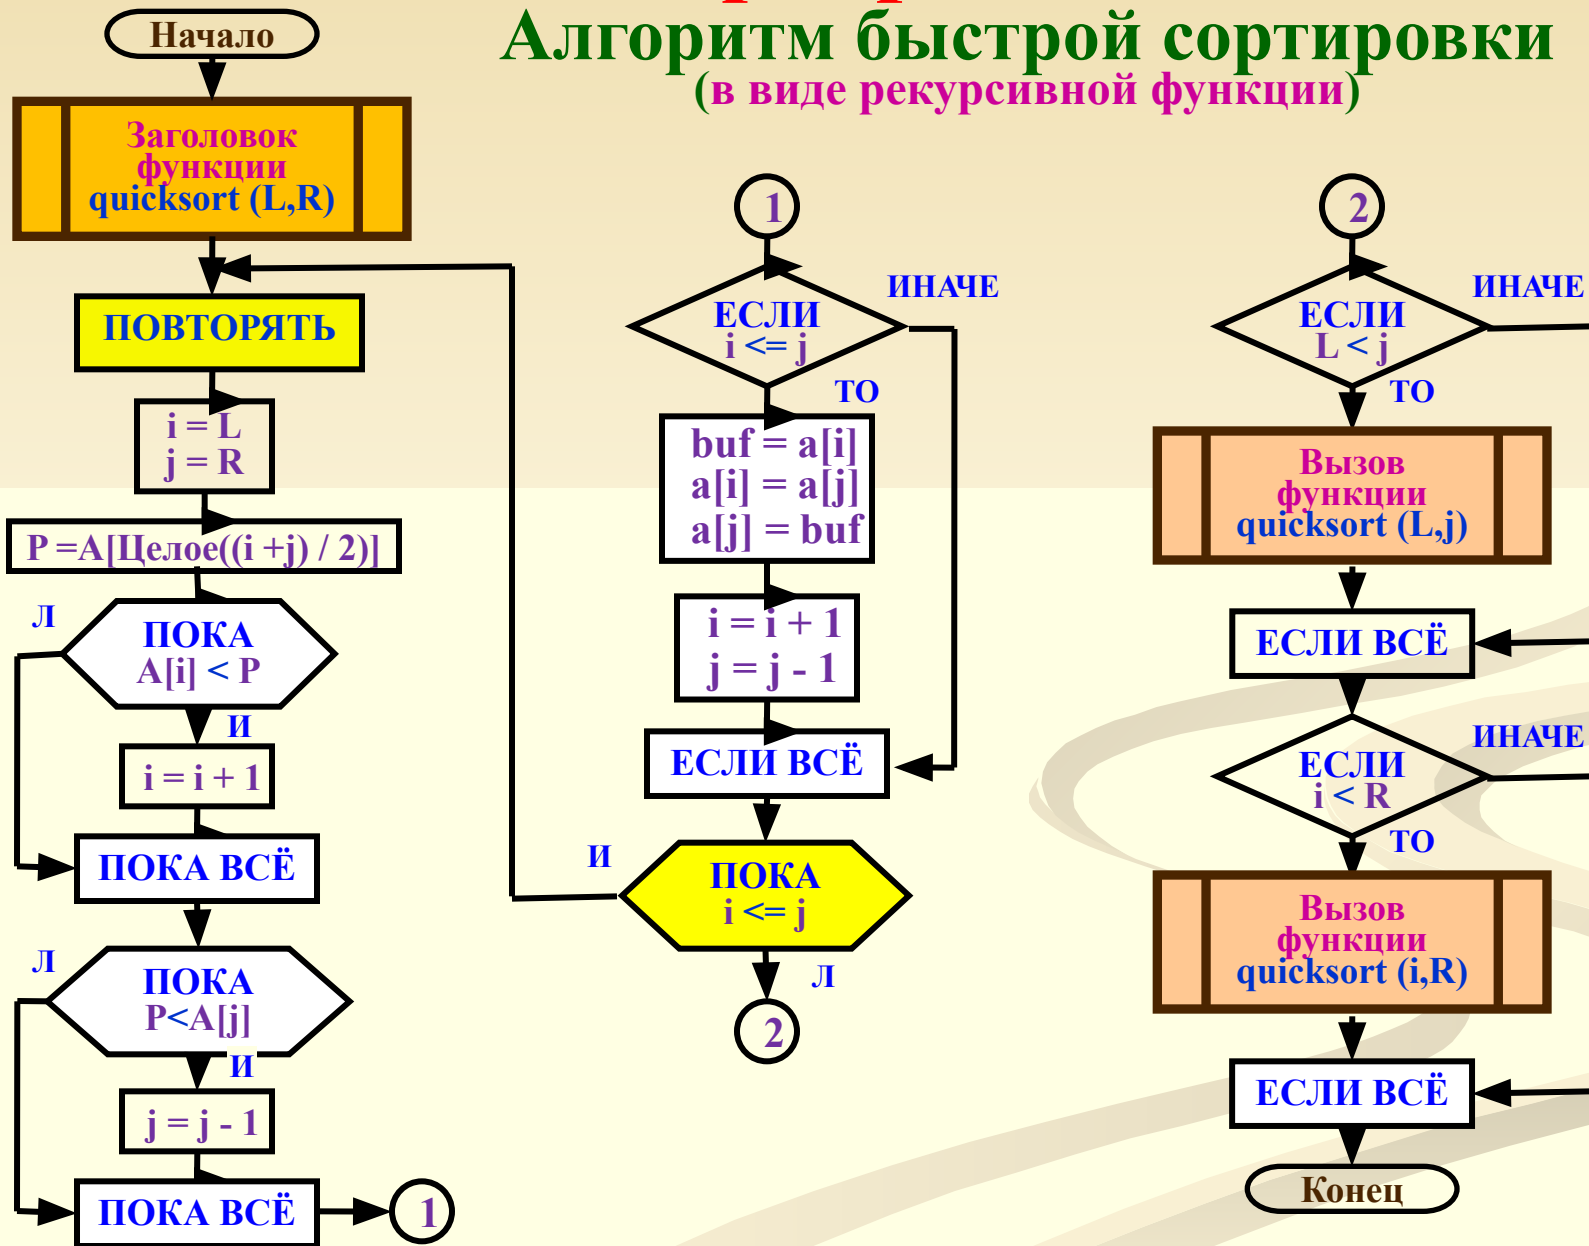 Алгоритм быстрой сортировки
(в виде рекурсивной функции)
Начало
Заголовок
функции
quicksort (L,R)
ПОВТОРЯТЬ
i = L
j = R
P =A[Целое((i +j) / 2)]
Л
ПОКА
A[i] < P
И
i = i + 1
ПОКА ВСЁ
Л
ПОКА
P<A[j]
И
j = j - 1
ПОКА ВСЁ
1
1
ИНАЧЕ
ЕСЛИ
i <= j
ТО
buf = a[i]
a[i] = a[j]
a[j] = buf
i = i + 1
j = j - 1
ЕСЛИ ВСЁ
И
ПОКА
i <= j
Л
2
2
ИНАЧЕ
ЕСЛИ
L < j
ТО
Вызов
функции
quicksort (L,j)
ЕСЛИ ВСЁ
ИНАЧЕ
ЕСЛИ
i < R
ТО
Вызов
функции
quicksort (i,R)
ЕСЛИ ВСЁ
Конец